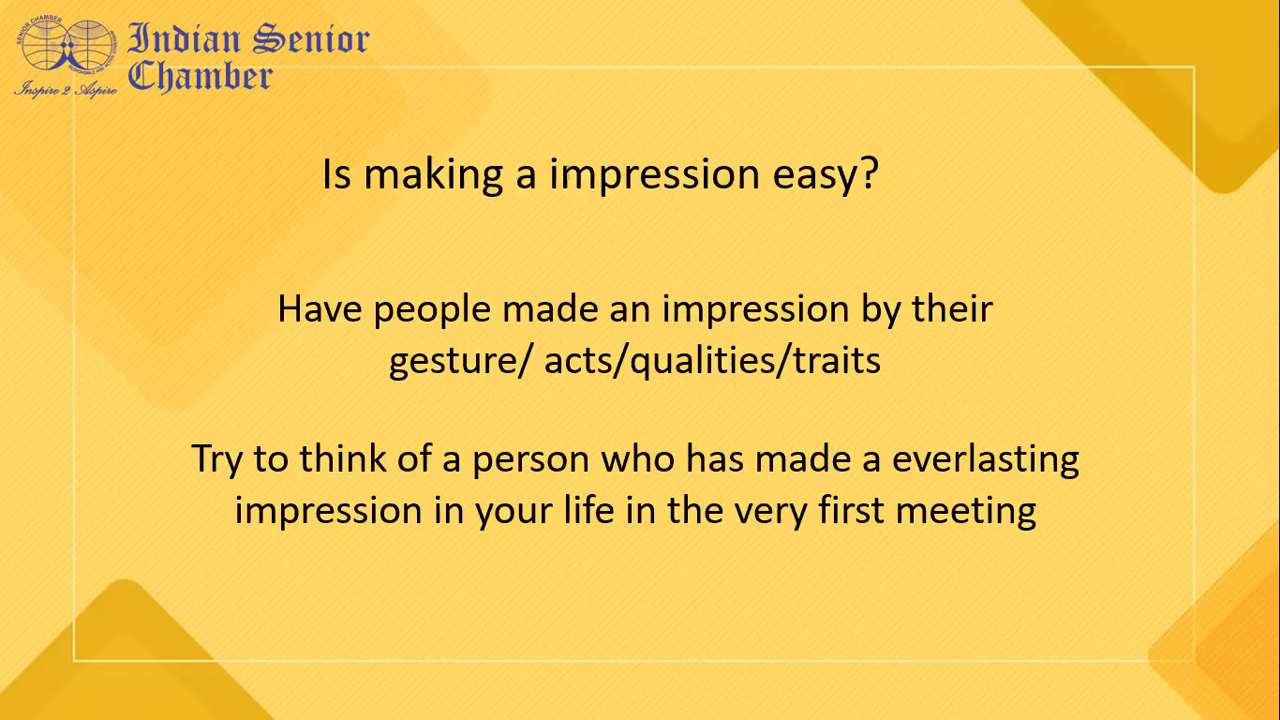 Indian Senior
Chamber
SENIOR CHAMBER
Inspire 2 Aspire
Is making a impression easy?
Have people made an impression by their
gesture/ acts/qualities/traits
Try to think of a person who has made a everlasting
impression in your life in the very first meeting